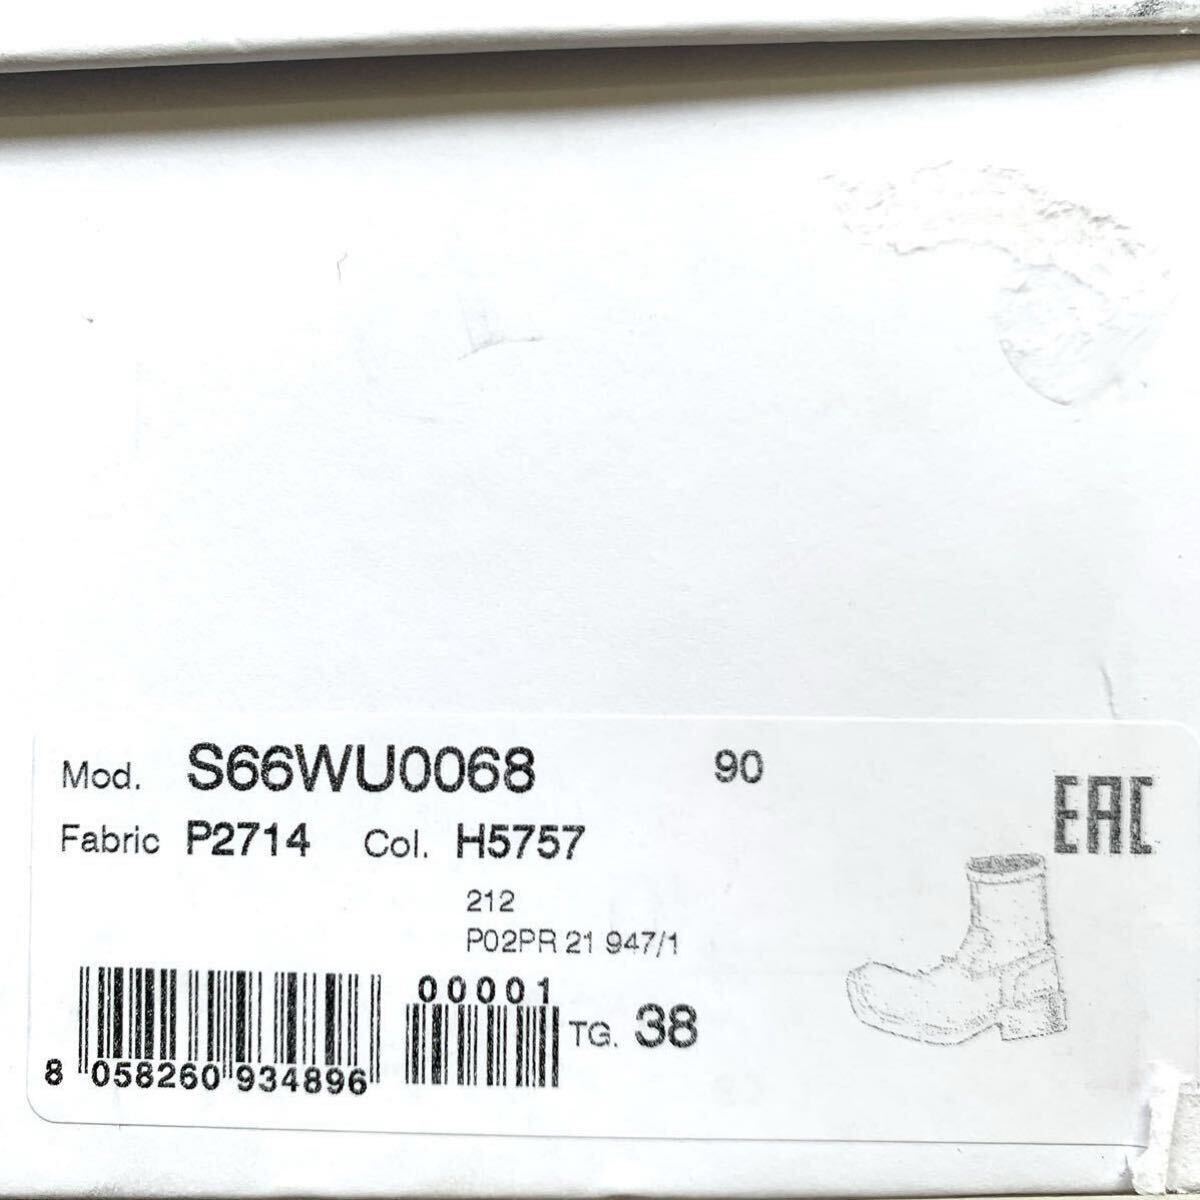 Mod. S66WU0068 90
Fabric P2714 Col. H5757
EAC
212
P02PR 21 947/1
00001
TG. 38
8 058260 934896